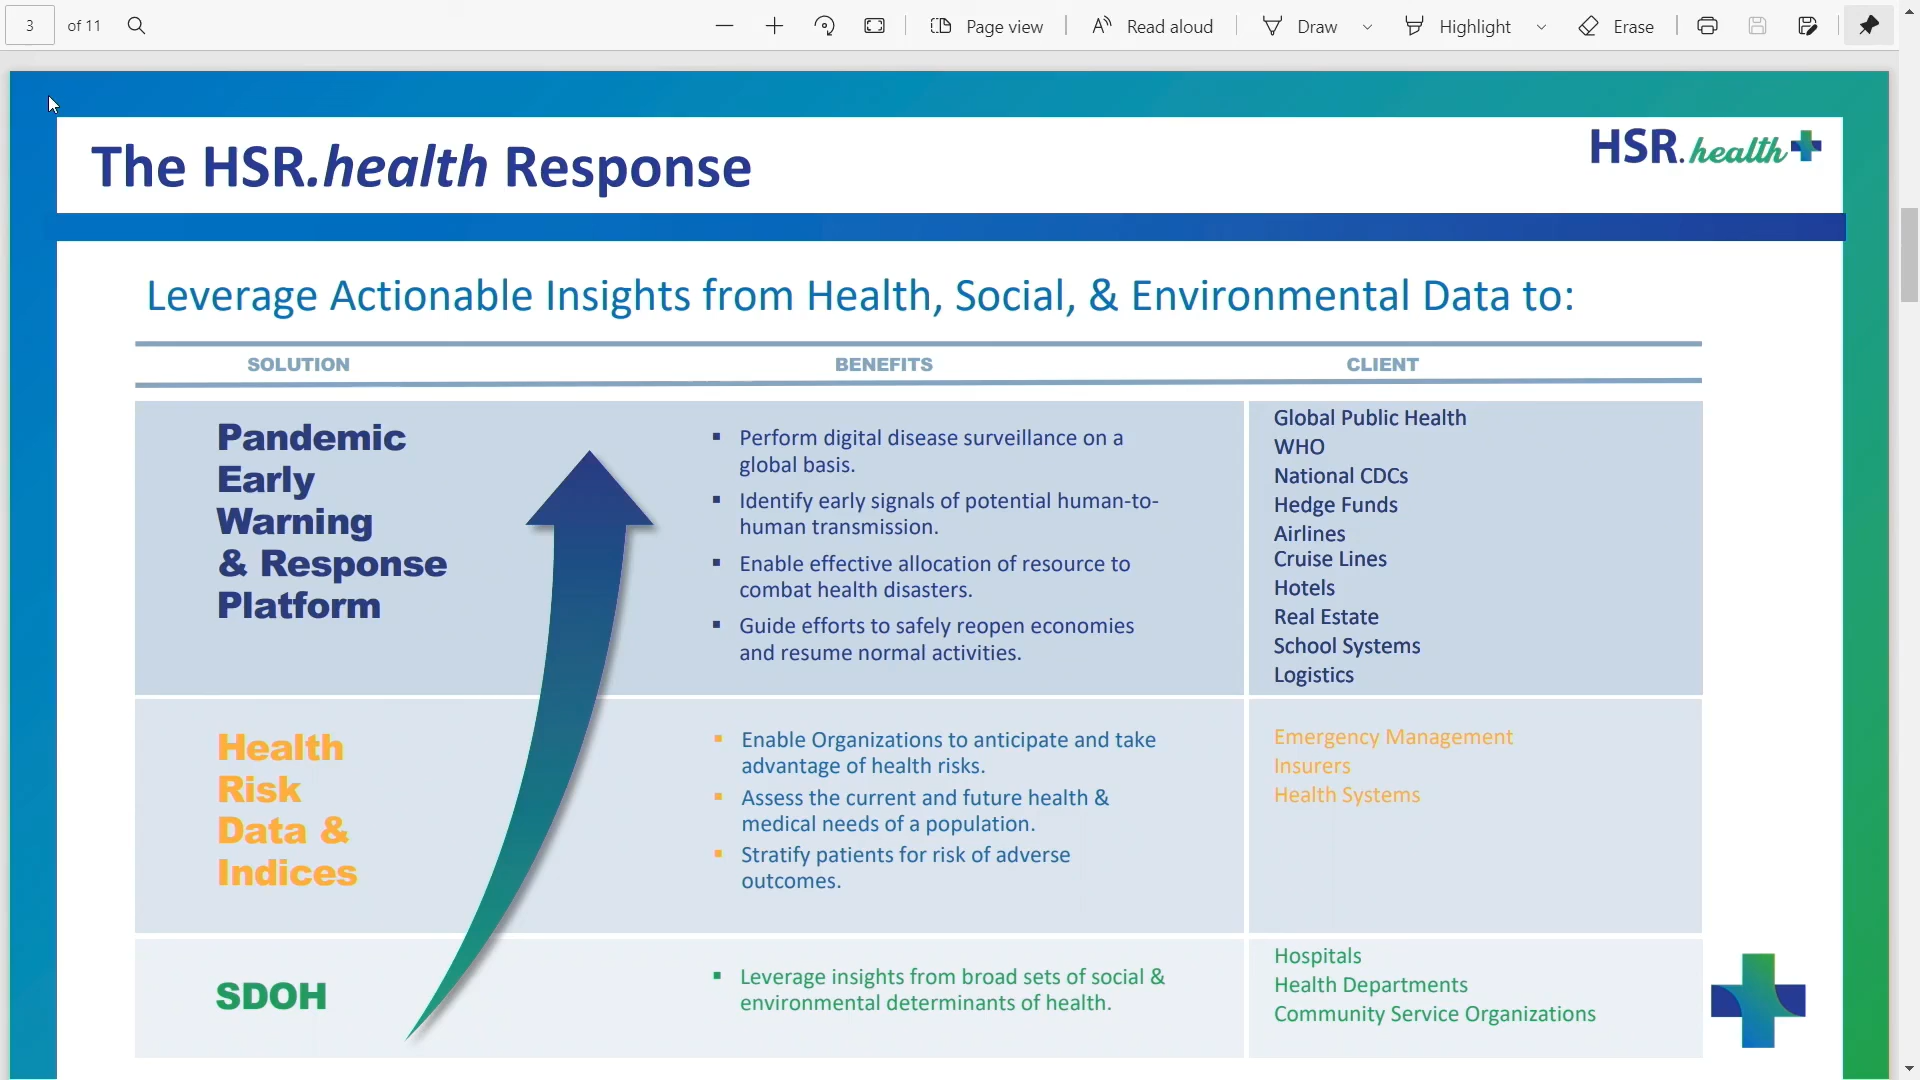 3 of 11 Page view Read aloud Draw Highlight Erase
The HSR.health Response
HSR.health
Leverage Actionable Insights from Health, Social, & Environmental Data to:
SOLUTION BENEFITS CLIENT
Pandemic
Early
Warning
& Response
Platform
▪ Perform digital disease surveillance on a
global basis.
▪ Identify early signals of potential human-to-
human transmission.
▪ Enable effective allocation of resource to
combat health disasters.
▪ Guide efforts to safely reopen economies
and resume normal activities.
Global Public Health
WHO
National CDCs
Hedge Funds
Airlines
Cruise Lines
Hotels
Real Estate
School Systems
Logistics
Health
Risk
Data &
Indices
▪ Enable Organizations to anticipate and take
advantage of health risks.
▪ Assess the current and future health &
medical needs of a population.
▪ Stratify patients for risk of adverse
outcomes.
Emergency Management
Insurers
Health Systems
SDOH
▪ Leverage insights from broad sets of social &
environmental determinants of health.
Hospitals
Health Departments
Community Service Organizations